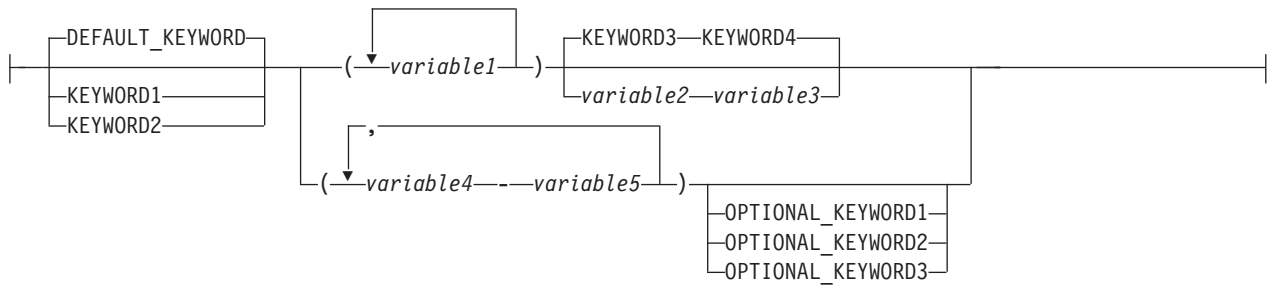 DEFAULT_KEYWORD
KEYWORD1
KEYWORD2
( variable1 )
KEYWORD3 KEYWORD4
variable2 variable3
,
( variable4 - variable5 )
OPTIONAL_KEYWORD1
OPTIONAL_KEYWORD2
OPTIONAL_KEYWORD3